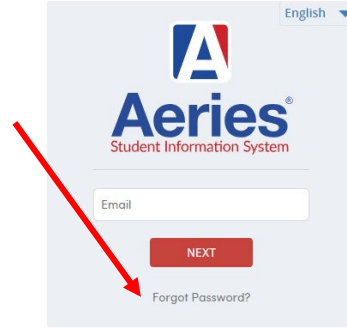 English
A
Aeries®
Student Information System
Email
NEXT
Forgot Password?